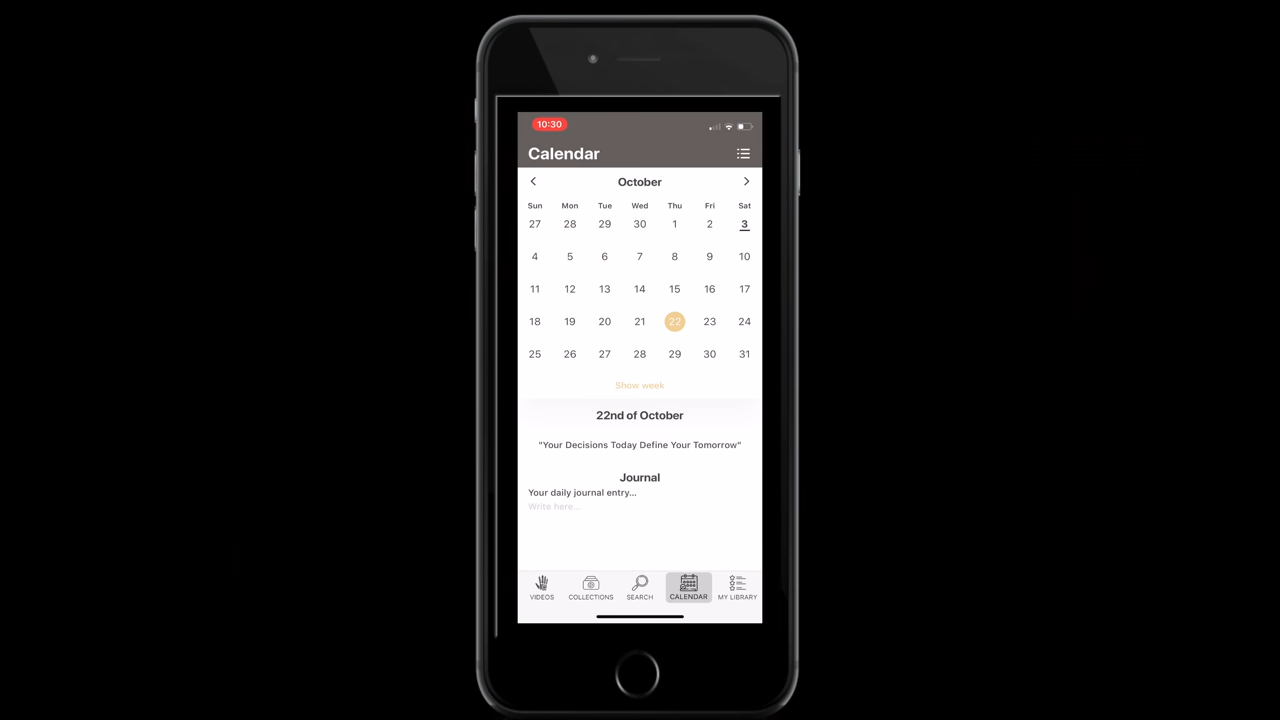 10:30
Calendar
October
Sun Mon Tue Wed Thu Fri Sat
27 28 29 30 1 2 3
4 5 6 7 8 9 10
11 12 13 14 15 16 17
18 19 20 21 22 23 24
25 26 27 28 29 30 31
Show week
22nd of October
"Your Decisions Today Define Your Tomorrow"
Journal
Your daily journal entry...
Write here...
VIDEOS COLLECTIONS SEARCH CALENDAR MY LIBRARY